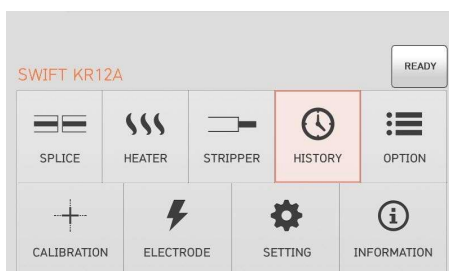 SWIFT KR12A
READY
SPLICE HEATER STRIPPER HISTORY OPTION
CALIBRATION ELECTRODE SETTING INFORMATION